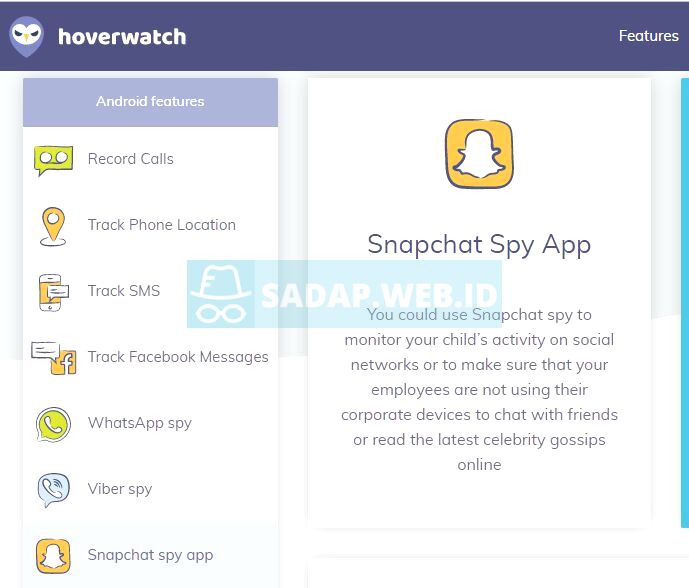 hoverwatch
Features
Android features
Record Calls
Track Phone Location
Track SMS
Track Facebook Messages
WhatsApp spy
Viber spy
Snapchat spy app
Snapchat Spy App
SADAP.WEB.ID
You could use Snapchat spy to
monitor your child's activity on social
networks or to make sure that your
employees are not using their
corporate devices to chat with friends
or read the latest celebrity gossips
online